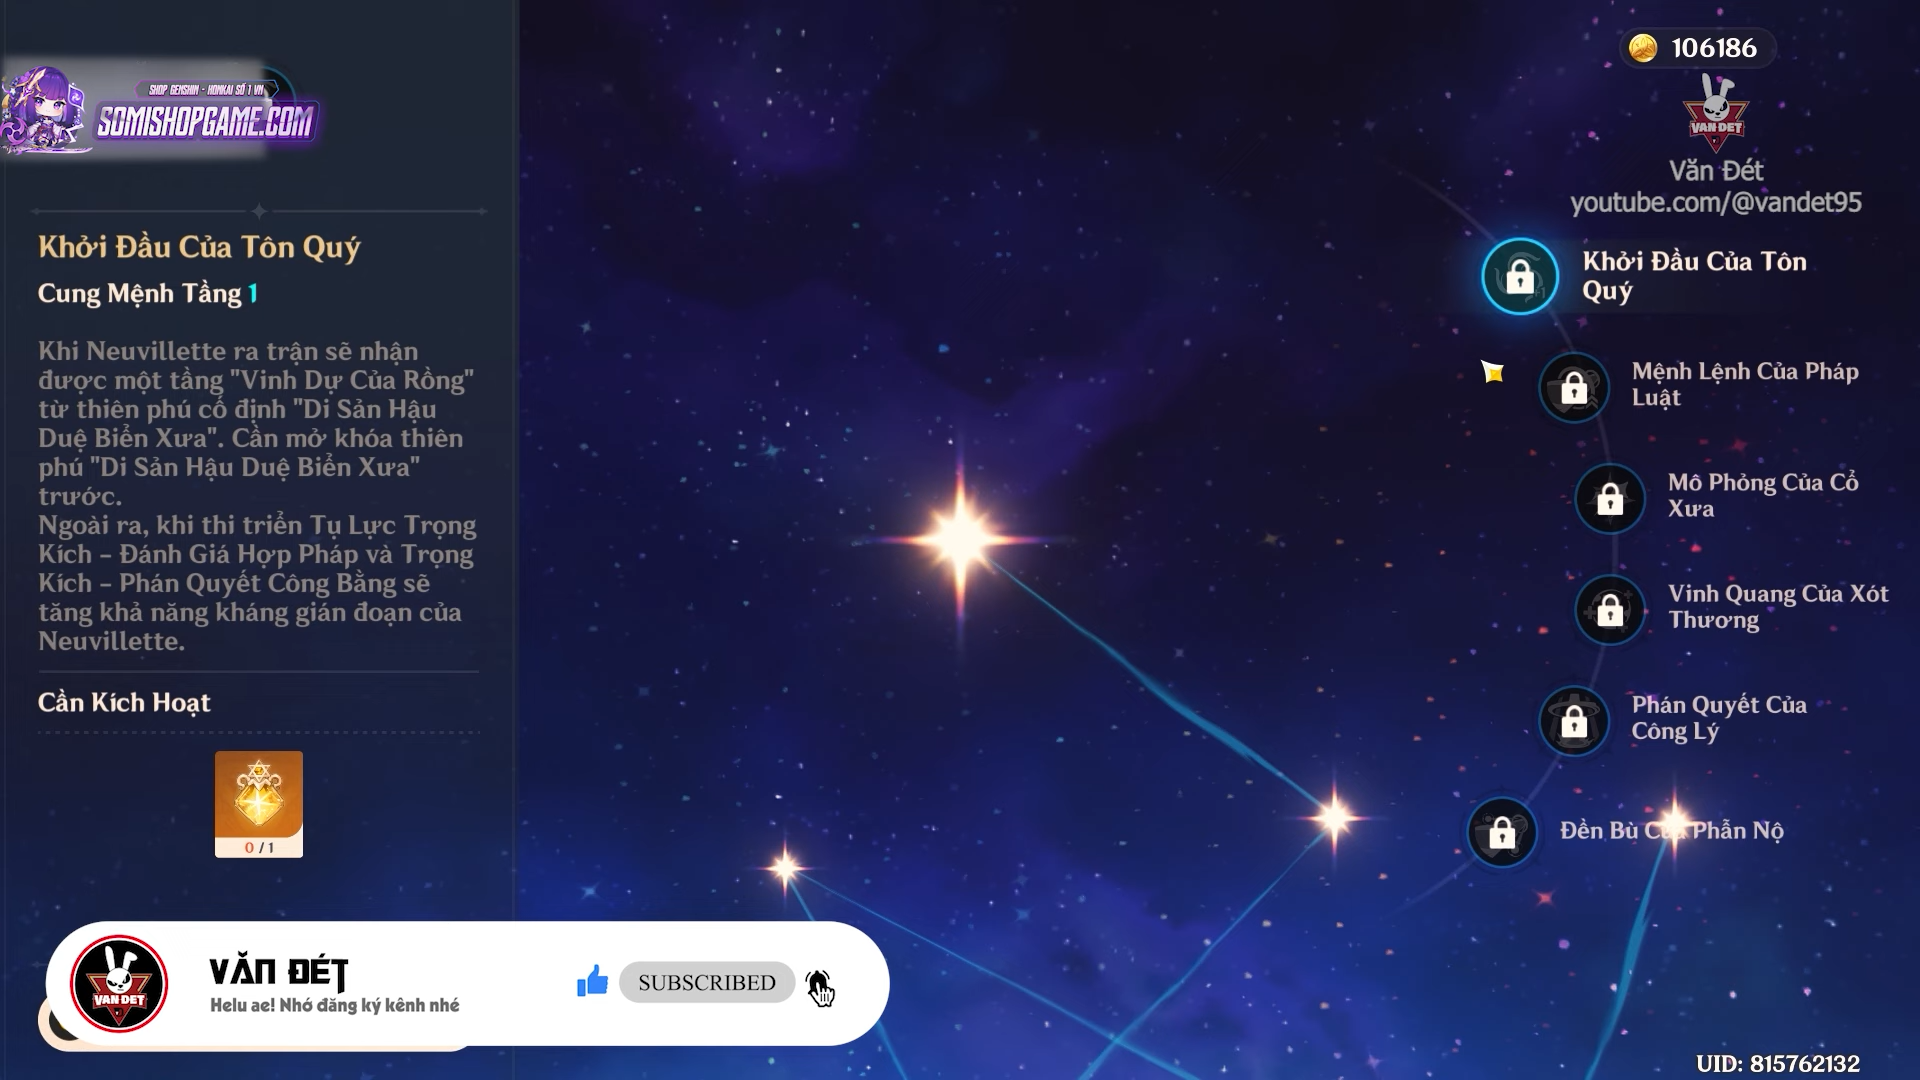 SHOP GENSHIN - HONKAI SỐ 1 VN
SOMISHOPGAME.COM
Khởi Đầu Của Tôn Quý
Cung Mệnh Tầng 1
Khi Neuvillette ra trận sẽ nhận
được một tầng "Vinh Dự Của Rồng"
từ thiên phú cố định "Di Sản Hậu
Duệ Biển Xưa". Cần mở khóa thiên
phú "Di Sản Hậu Duệ Biển Xưa"
trước.
Ngoài ra, khi thi triển Tụ Lực Trọng
Kích - Đánh Giá Hợp Pháp và Trọng
Kích - Phán Quyết Công Bằng sẽ
tăng khả năng kháng gián đoạn của
Neuvillette.
Cần Kích Hoạt
0 / 1
VAN DET
VĂN ĐÉT
Helu ae! Nhó đăng ký kênh nhé
SUBSCRIBED
106186
VAN DET
Văn Đét
youtube.com/@vandet95
Khởi Đầu Của Tôn
Quý
Mệnh Lệnh Của Pháp
Luật
Mô Phỏng Của Cổ
Xưa
Vinh Quang Của Xót
Thương
Phán Quyết Của
Công Lý
Đền Bù Của Phẫn Nộ
UID: 815762132